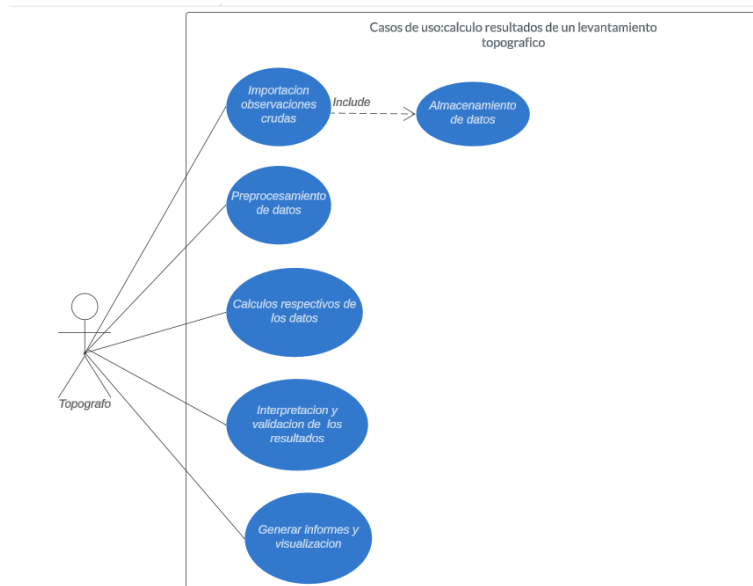 Casos de uso:calculo resultados de un levantamiento
topografico
Importacion
observaciones
crudas
Include
Almacenamiento
de datos
Preprocesamiento
de datos
Calculos respectivos de
los datos
Topografo
Interpretacion y
validacion de los
resultados
Generar informes y
visualizacion